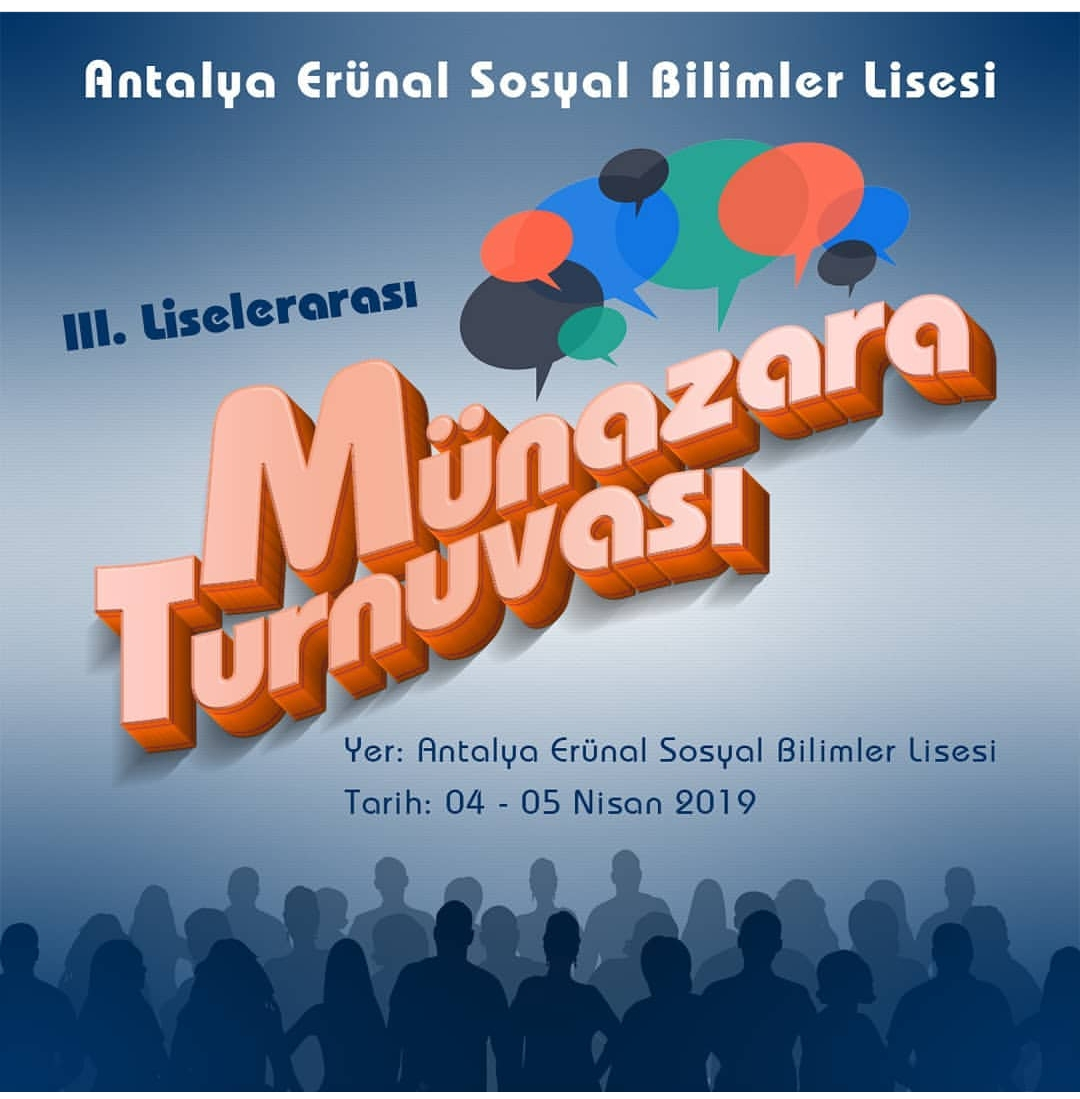 Antalya Erünal Sosyal Bilimler Lisesi
III. Liselerarası
Münazara
Turnuvası
Yer: Antalya Erünal Sosyal Bilimler Lisesi
Tarih: 04 - 05 Nisan 2019